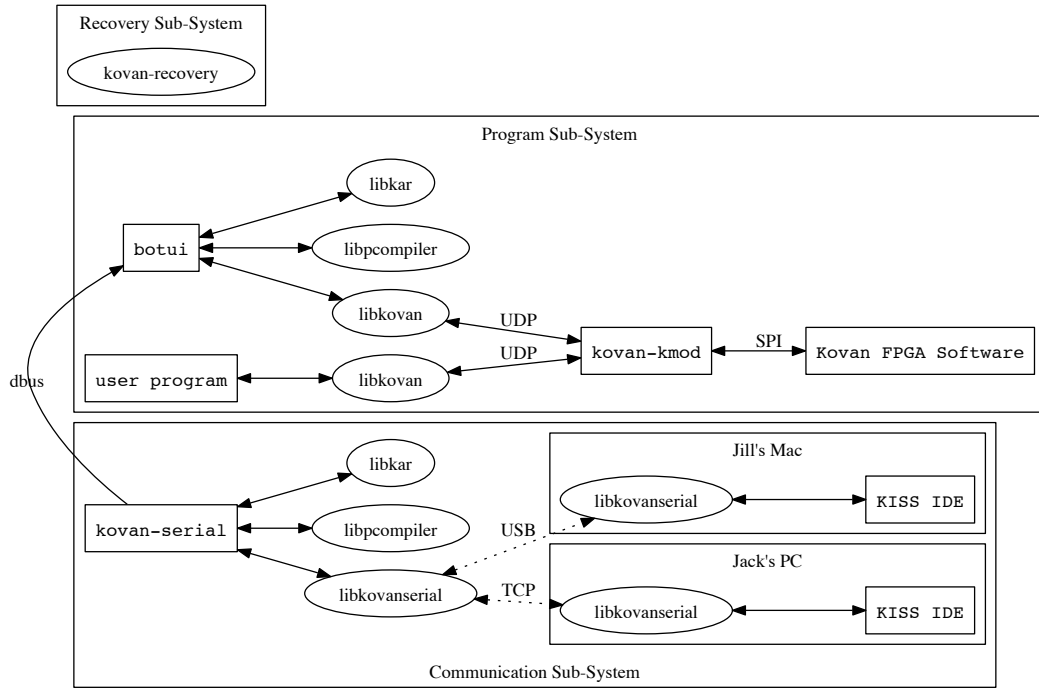 Recovery Sub-System
kovan-recovery
Program Sub-System
libkar
botui
libpcompiler
libkovan
UDP
kovan-kmod
SPI
Kovan FPGA Software
UDP
user program
libkovan
dbus
libkar
kovan-serial
libpcompiler
libkovanserial
USB
TCP
Jill's Mac
libkovanserial
KISS IDE
Jack's PC
libkovanserial
KISS IDE
Communication Sub-System